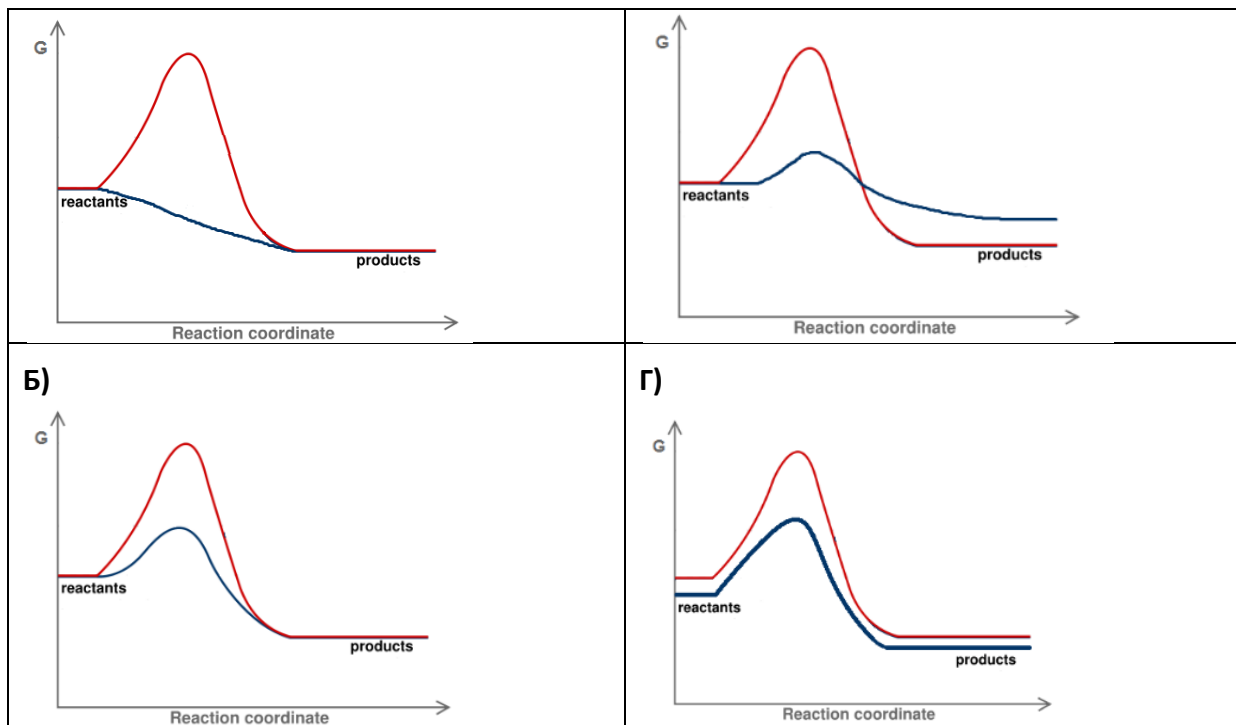 G
reactants
products
Reaction coordinate
G
reactants
products
Reaction coordinate
Б)
G
reactants
products
Reaction coordinate
Г)
G
reactants
products
Reaction coordinate